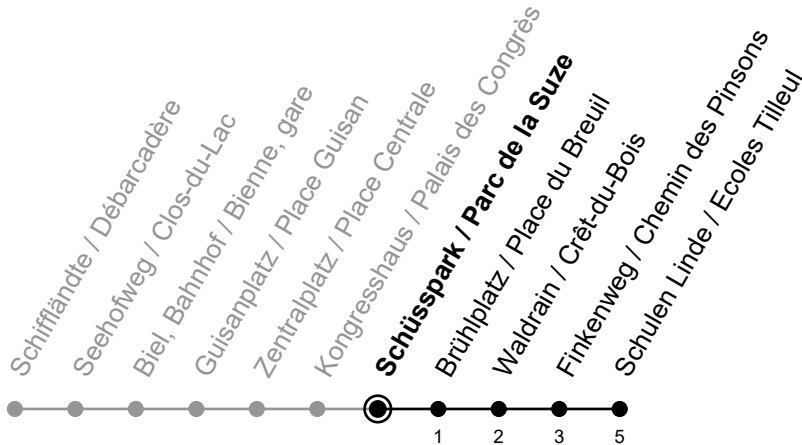 Schiffländte / Débarcadère
Seehofweg / Clos-du-Lac
Biel, Bahnhof / Bienne, gare
Guisanplatz / Place Guisan
Zentralplatz / Place Centrale
Kongresshaus / Palais des Congrès
Schüsspark / Parc de la Suze
Brühlplatz / Place du Breuil
Waldrain / Crêt-du-Bois
Finkenweg / Chemin des Pinsons
Schulen Linde / Ecoles Tilleul
1 2 3 5